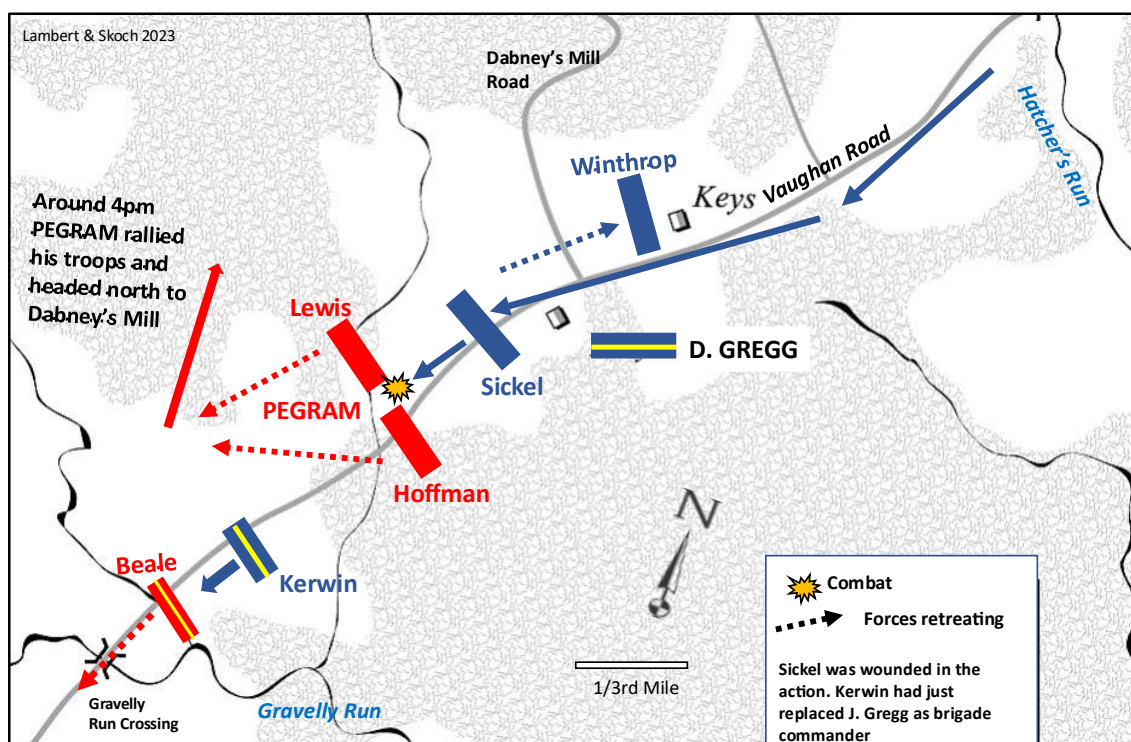 Lambert & Skoch 2023
Dabney's Mill
Road
Hatcher's Run
Winthrop
Keys
Vaughan Road
Around 4pm
PEGRAM rallied
his troops and
headed north to
Dabney's Mill
Lewis
D. GREGG
Sickel
PEGRAM
Hoffman
N
Beale
Kerwin
Combat
Forces retreating
1/3rd Mile
Sickel was wounded in the
action. Kerwin had just
replaced J. Gregg as brigade
commander
Gravelly
Run Crossing
Gravelly Run